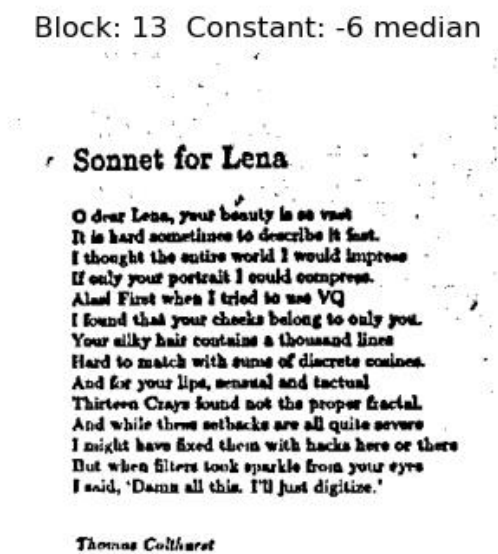 Block: 13 Constant: -6 median
Sonnet for Lena
O dear Lena, your beauty is so vast
It is hard sometimes to describe it fast.
I thought the entire world I would impress
If only your portrait I could compress.
Alas! First when I tried to use VQ
I found that your cheeks belong to only you.
Your silky hair contains a thousand lines
Hard to match with sums of discrete cosines.
And for your lips, sensual and tactual
Thirteen Crays found not the proper fractal.
And while these setbacks are all quite severe
I might have fixed them with hacks here or there
But when filters took sparkle from your eyes
I said, 'Damn all this. I'll just digitize.'
Thomas Colthurst